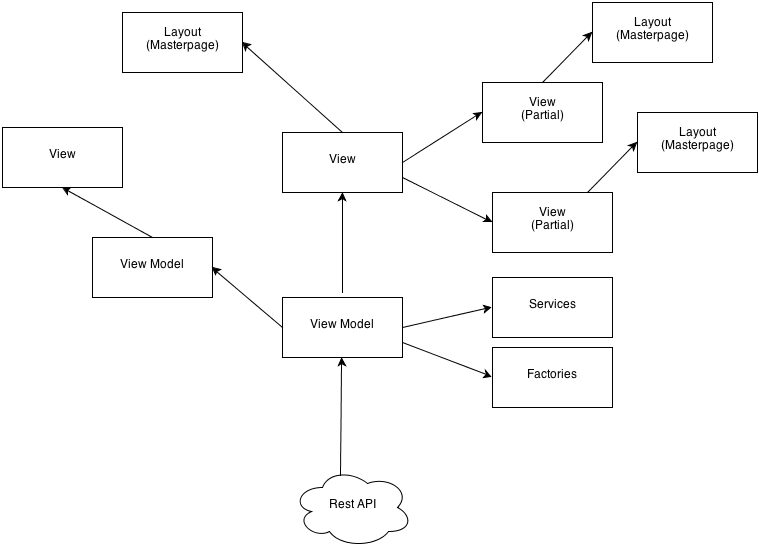 Layout
(Masterpage)
Layout
(Masterpage)
View
(Partial)
Layout
(Masterpage)
View
View
View
(Partial)
View Model
Services
View Model
Factories
Rest API